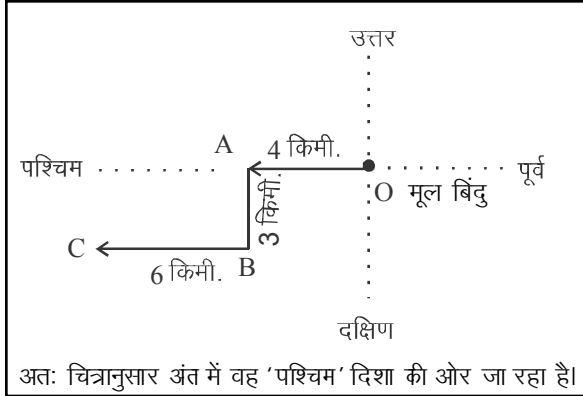 उत्तर
A 4 किमी.
पश्चिम पूर्व
O मूल बिंदु
3 किमी.
C B
6 किमी.
दक्षिण
अतः चित्रानुसार अंत में वह 'पश्चिम' दिशा की ओर जा रहा है।